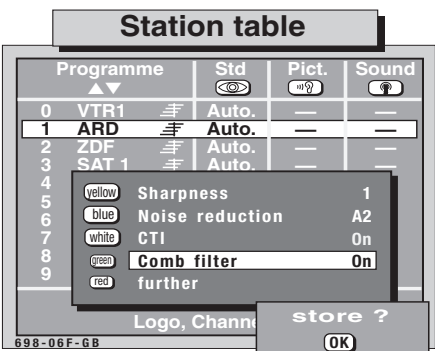 Station table
Programme Std Pict. Sound
0 VTR1 Auto. — —
1 ARD Auto. — —
2 ZDF Auto. — —
3 SAT 1 Auto. — —
4
5
6
7
8
9
yellow Sharpness 1
blue Noise reduction A2
white CTI On
green Comb filter On
red further
Logo,
store ?
OK
698-06F-GB